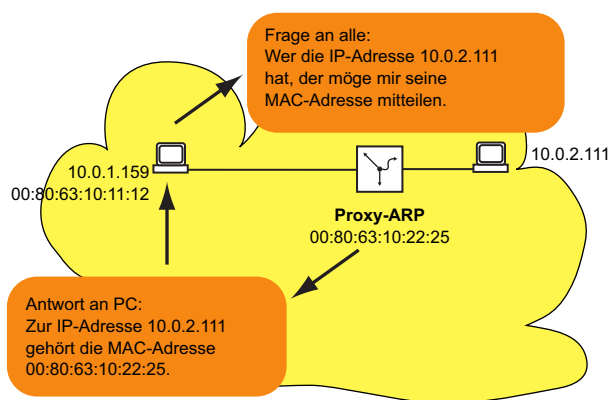 Frage an alle:
Wer die IP-Adresse 10.0.2.111
hat, der möge mir seine
MAC-Adresse mitteilen.
10.0.2.111
10.0.1.159
00:80:63:10:11:12
Proxy-ARP
00:80:63:10:22:25
Antwort an PC:
Zur IP-Adresse 10.0.2.111
gehört die MAC-Adresse
00:80:63:10:22:25.